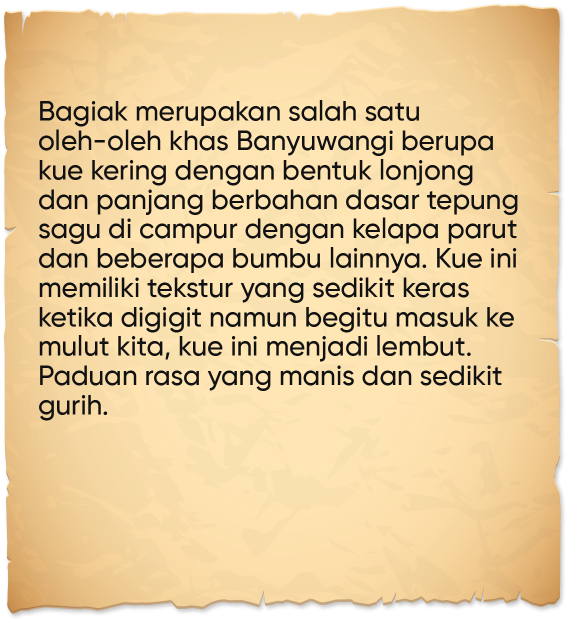 Bagiak merupakan salah satu
oleh-oleh khas Banyuwangi berupa
kue kering dengan bentuk lonjong
dan panjang berbahan dasar tepung
sagu di campur dengan kelapa parut
dan beberapa bumbu lainnya. Kue ini
memiliki tekstur yang sedikit keras
ketika digigit namun begitu masuk ke
mulut kita, kue ini menjadi lembut.
Paduan rasa yang manis dan sedikit
gurih.